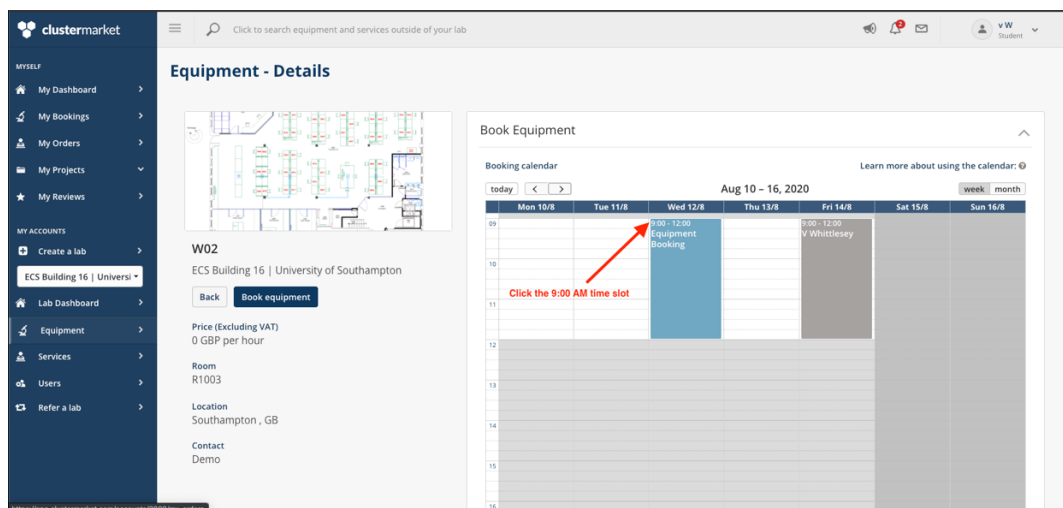 clustermarket
Click to search equipment and services outside of your lab
2
v W
Student
MYSELF
My Dashboard
My Bookings
My Orders
My Projects
My Reviews
MY ACCOUNTS
Create a lab
ECS Building 16 | Universi
Lab Dashboard
Equipment
Services
Users
Refer a lab
Equipment - Details
W02
ECS Building 16 | University of Southampton
Back
Book equipment
Price (Excluding VAT)
0 GBP per hour
Room
R1003
Location
Southampton , GB
Contact
Demo
Book Equipment
Booking calendar
Learn more about using the calendar:
today
Aug 10 – 16, 2020
week month
Mon 10/8 Tue 11/8 Wed 12/8 Thu 13/8 Fri 14/8 Sat 15/8 Sun 16/8
09
9:00 - 12:00
Equipment
Booking
9:00 - 12:00
V Whittlesey
Click the 9:00 AM time slot
10
11
12
13
14
15
16